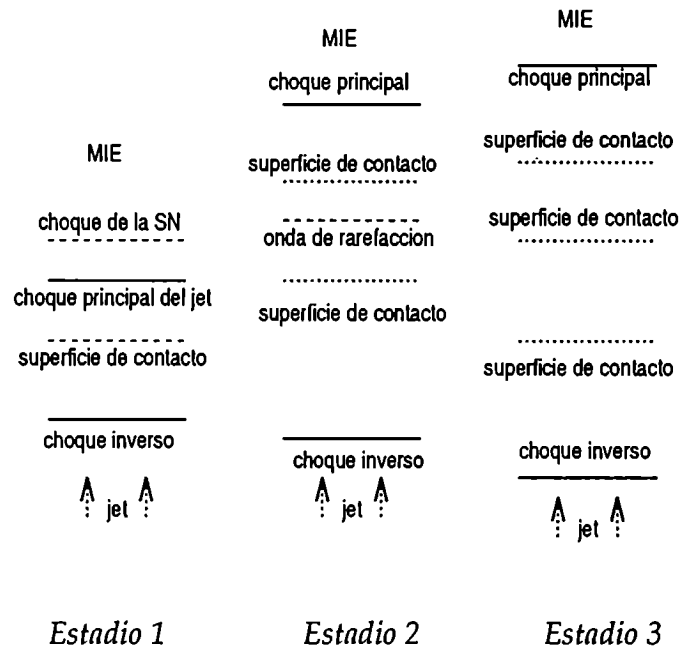 MIE
choque de la SN
choque principal del jet
superficie de contacto
choque inverso
jet
Estadio 1
MIE
choque principal
superficie de contacto
onda de rarefaccion
superficie de contacto
choque inverso
jet
Estadio 2
MIE
choque principal
superficie de contacto
superficie de contacto
superficie de contacto
choque inverso
jet
Estadio 3